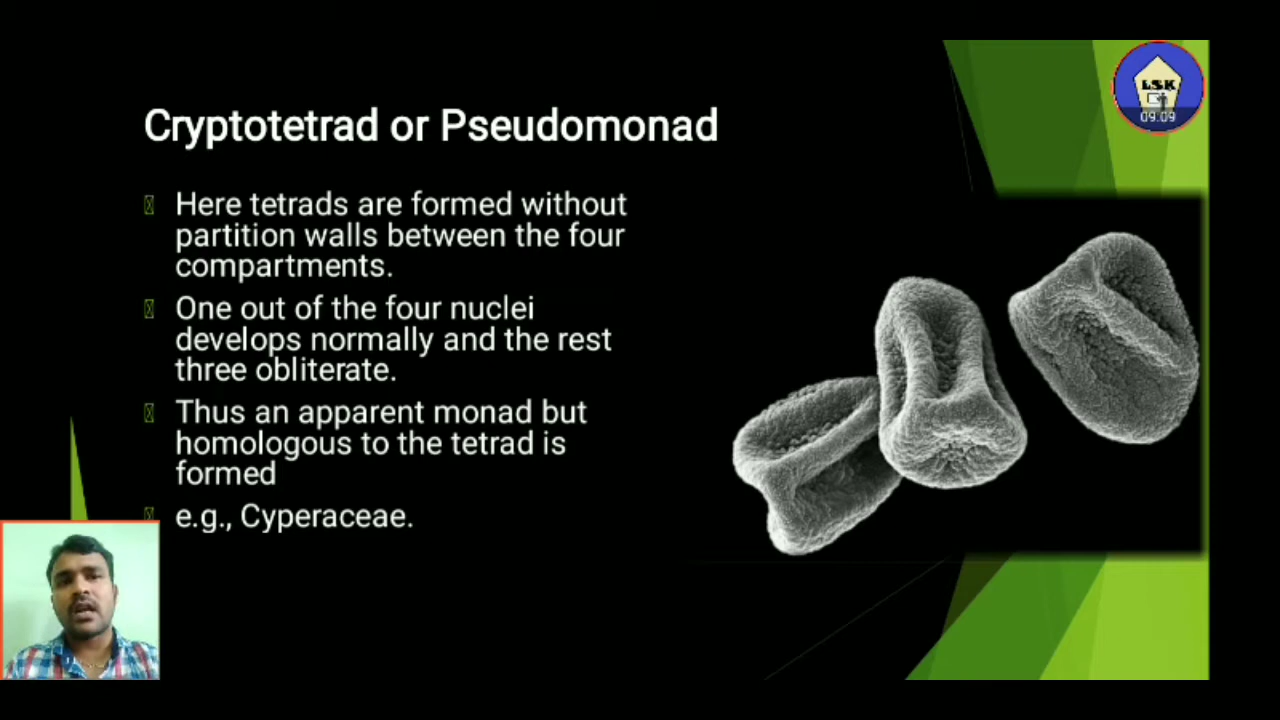 Cryptotetrad or Pseudomonad
Here tetrads are formed without
partition walls between the four
compartments.
One out of the four nuclei
develops normally and the rest
three obliterate.
Thus an apparent monad but
homologous to the tetrad is
formed
e.g., Cyperaceae.
LSK
09:09